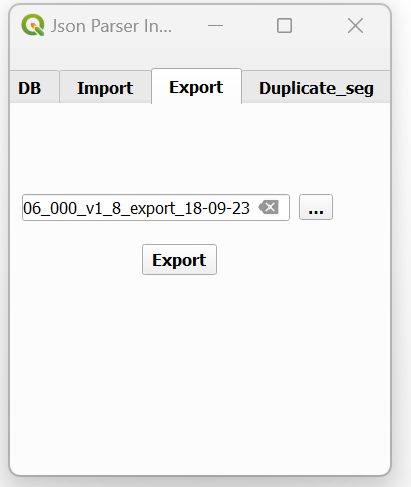 Json Parser In...
DB Import Export Duplicate_seg
06_000_v1_8_export_18-09-23 ...
Export